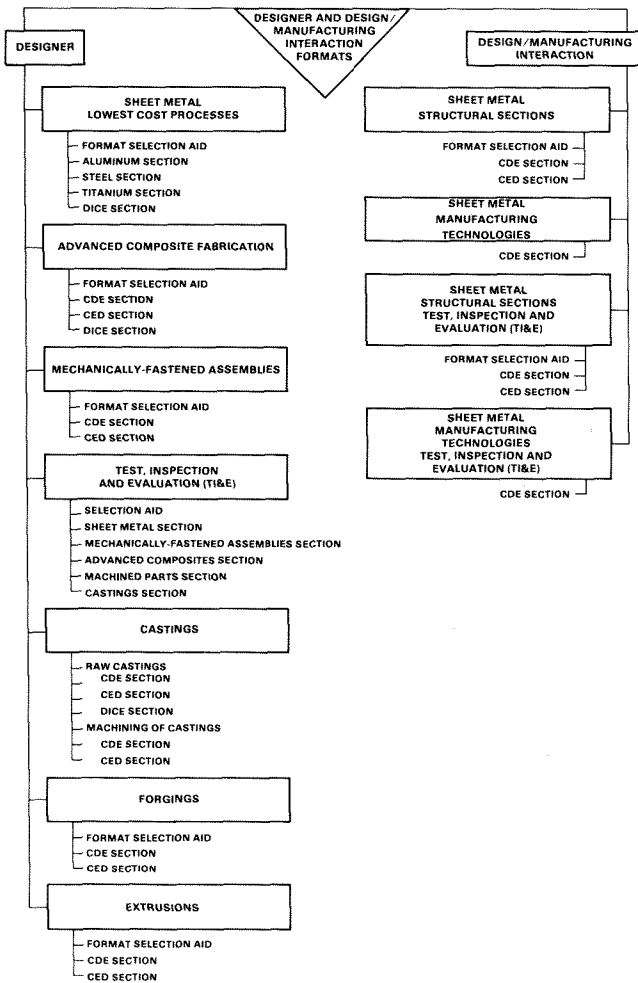 DESIGNER AND DESIGN/
MANUFACTURING
INTERACTION
FORMATS
DESIGNER
SHEET METAL
LOWEST COST PROCESSES
FORMAT SELECTION AID
ALUMINUM SECTION
STEEL SECTION
TITANIUM SECTION
DICE SECTION
ADVANCED COMPOSITE FABRICATION
FORMAT SELECTION AID
CDE SECTION
CED SECTION
DICE SECTION
MECHANICALLY-FASTENED ASSEMBLIES
FORMAT SELECTION AID
CDE SECTION
CED SECTION
TEST, INSPECTION
AND EVALUATION (TI&E)
SELECTION AID
SHEET METAL SECTION
MECHANICALLY-FASTENED ASSEMBLIES SECTION
ADVANCED COMPOSITES SECTION
MACHINED PARTS SECTION
CASTINGS SECTION
CASTINGS
RAW CASTINGS
CDE SECTION
CED SECTION
DICE SECTION
MACHINING OF CASTINGS
CDE SECTION
CED SECTION
FORGINGS
FORMAT SELECTION AID
CDE SECTION
CED SECTION
EXTRUSIONS
FORMAT SELECTION AID
CDE SECTION
CED SECTION
DESIGN/MANUFACTURING
INTERACTION
SHEET METAL
STRUCTURAL SECTIONS
FORMAT SELECTION AID
CDE SECTION
CED SECTION
SHEET METAL
MANUFACTURING
TECHNOLOGIES
CDE SECTION
SHEET METAL
STRUCTURAL SECTIONS
TEST, INSPECTION AND
EVALUATION (TI&E)
FORMAT SELECTION AID
CDE SECTION
CED SECTION
SHEET METAL
MANUFACTURING
TECHNOLOGIES
TEST, INSPECTION AND
EVALUATION (TI&E)
CDE SECTION